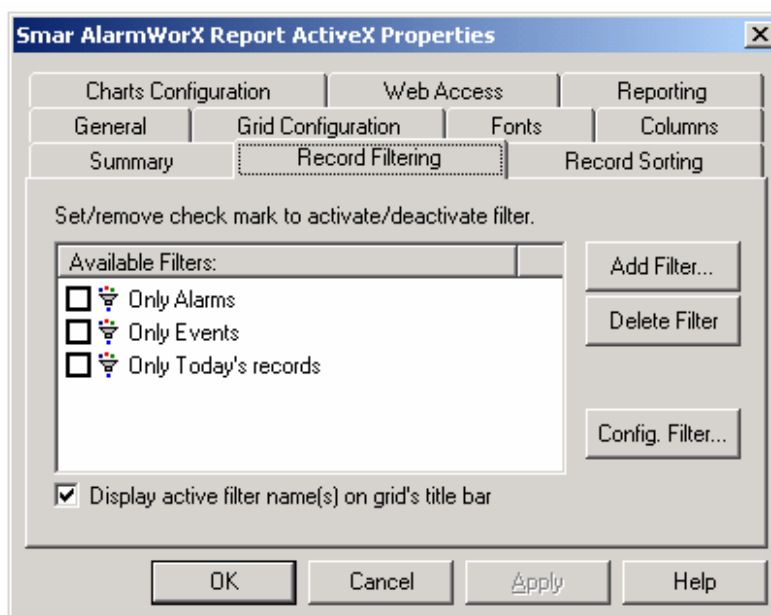 Smar AlarmWorX Report ActiveX Properties
Charts Configuration Web Access Reporting
General Grid Configuration Fonts Columns
Summary Record Filtering Record Sorting
Set/remove check mark to activate/deactivate filter.
Available Filters:
Only Alarms
Only Events
Only Today's records
Add Filter...
Delete Filter
Config. Filter...
Display active filter name(s) on grid's title bar
OK Cancel Apply Help